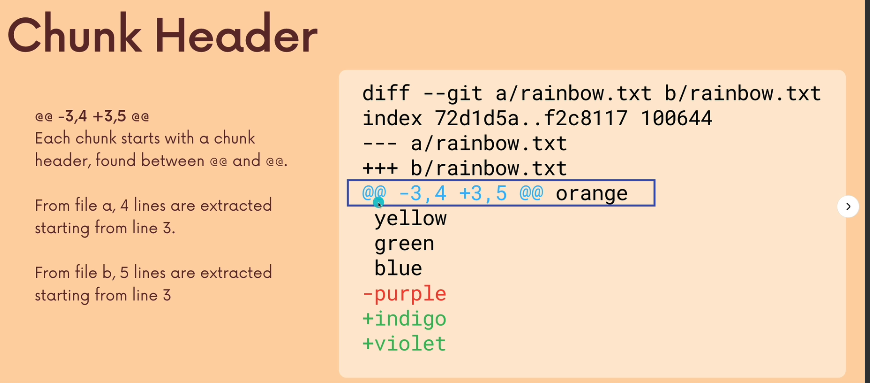 Chunk Header
@@ -3,4 +3,5 @@
Each chunk starts with a chunk
header, found between @@ and @@.
From file a, 4 lines are extracted
starting from line 3.
From file b, 5 lines are extracted
starting from line 3
diff --git a/rainbow.txt b/rainbow.txt
index 72d1d5a..f2c8117 100644
--- a/rainbow.txt
+++ b/rainbow.txt
@@ -3,4 +3,5 @@ orange
 yellow
 green
 blue
-purple
+indigo
+violet